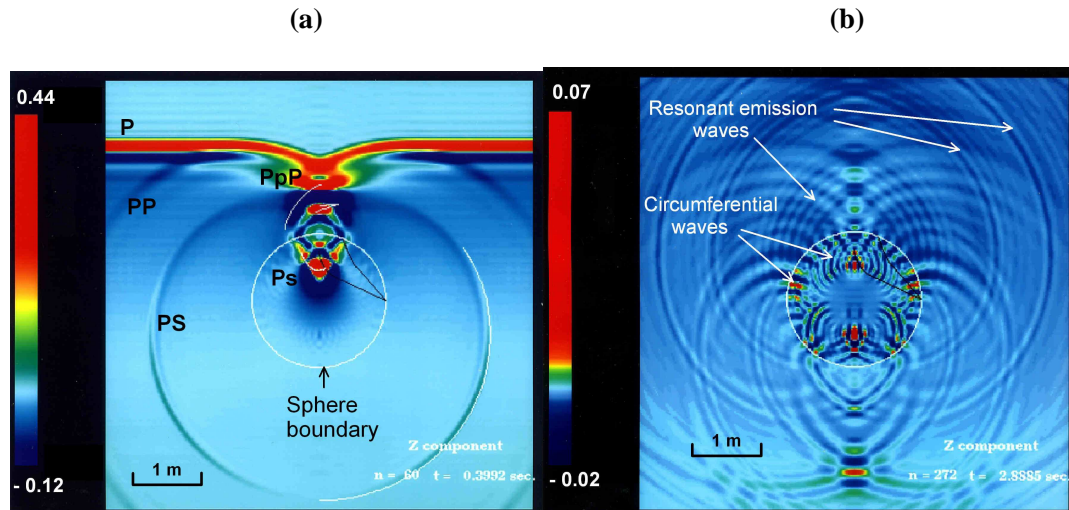 (a)
0.44
- 0.12
P
PpP
PP
Ps
PS
Sphere
boundary
1 m
Z component
n = 60 t = 0.3992 sec.
(b)
0.07
- 0.02
Resonant emission
waves
Circumferential
waves
1 m
Z component
n = 272 t = 2.8885 sec.